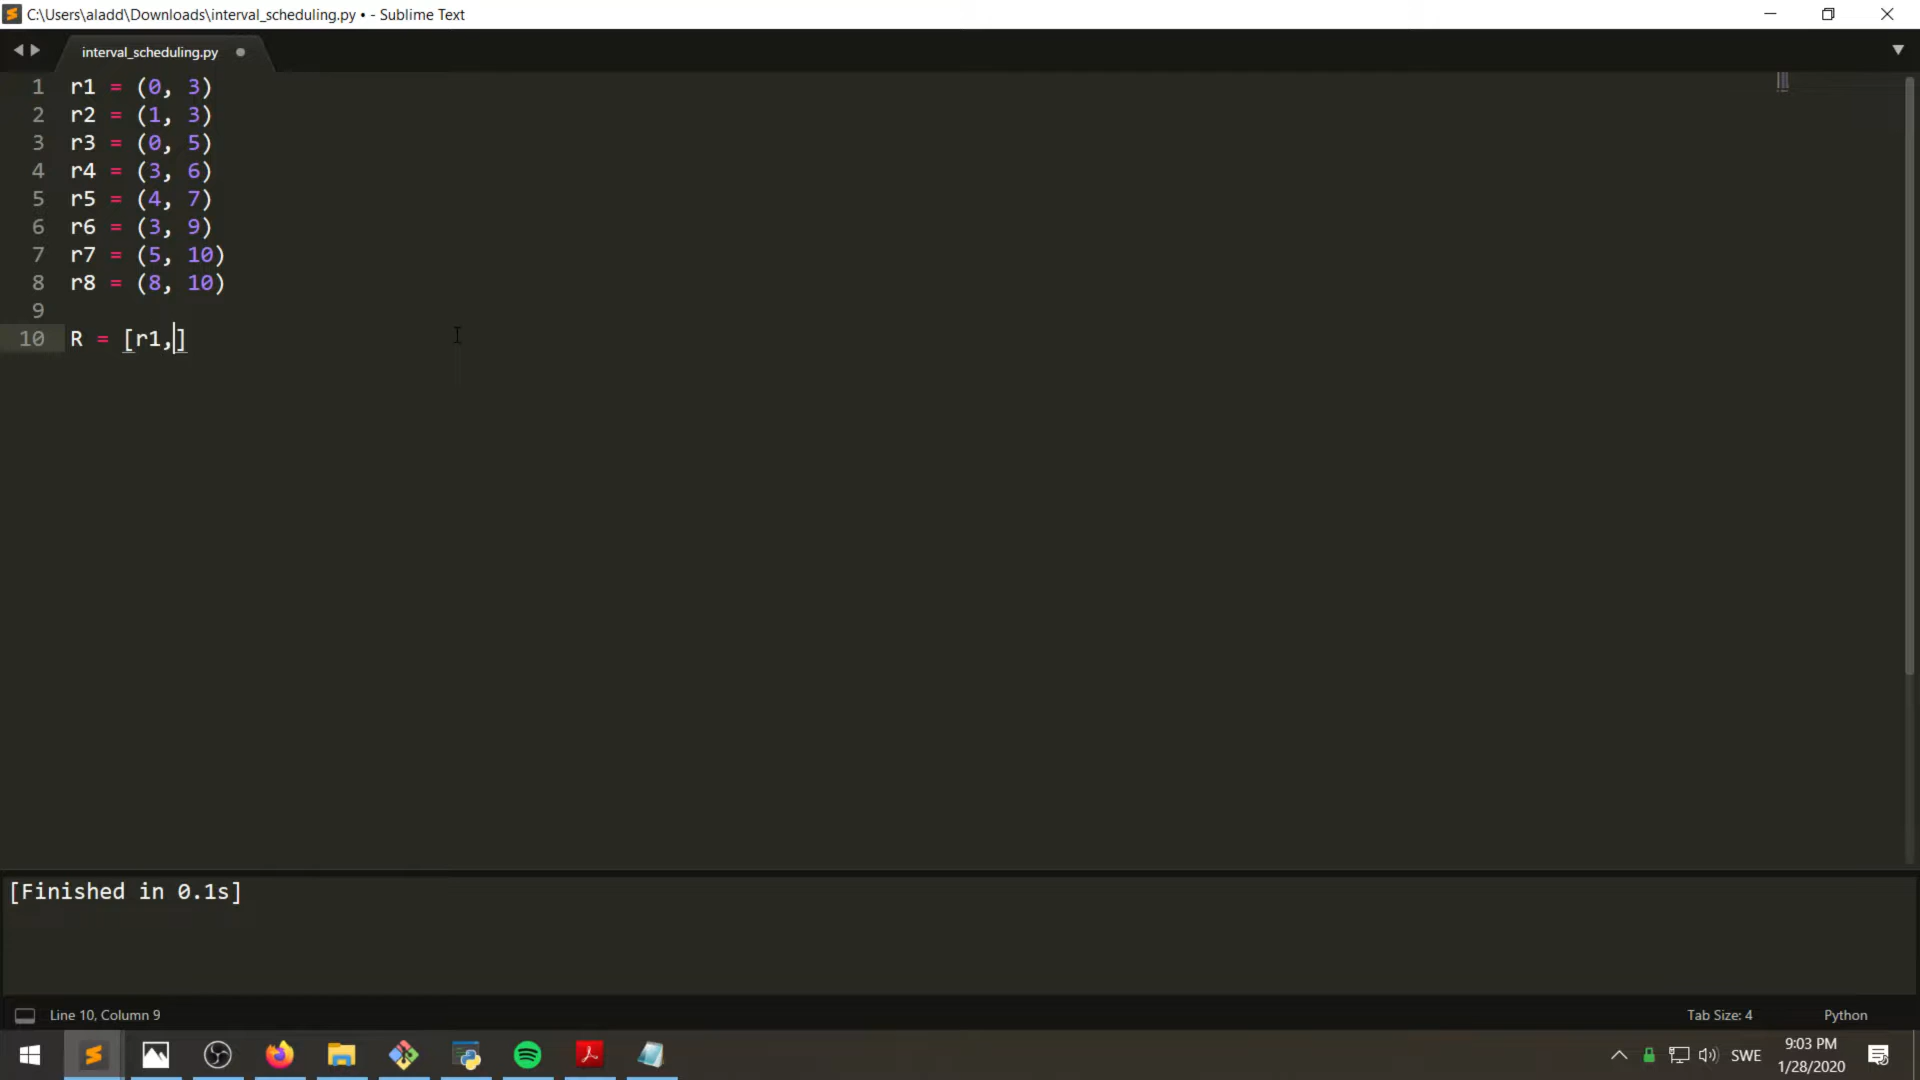 C:\Users\aladd\Downloads\interval_scheduling.py • - Sublime Text
interval_scheduling.py
1 r1 = (0, 3)
2 r2 = (1, 3)
3 r3 = (0, 5)
4 r4 = (3, 6)
5 r5 = (4, 7)
6 r6 = (3, 9)
7 r7 = (5, 10)
8 r8 = (8, 10)
9
10 R = [r1,]
[Finished in 0.1s]
Line 10, Column 9
Tab Size: 4
Python
SWE
9:03 PM
1/28/2020